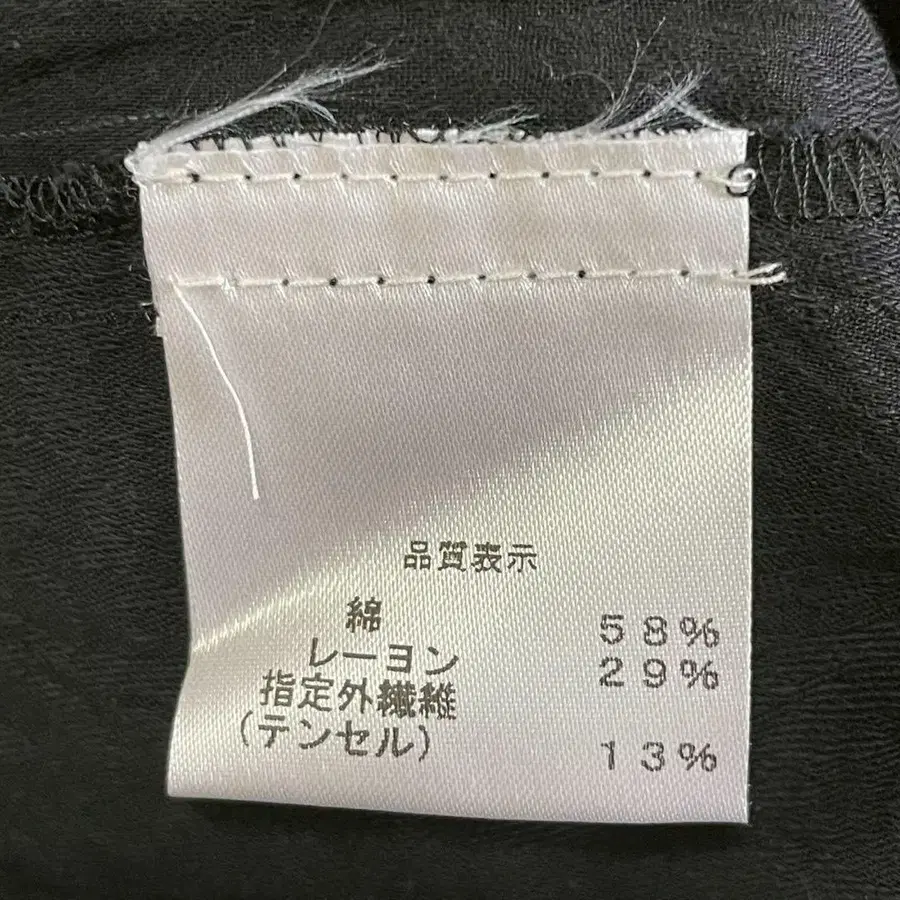 品質表示
綿 58%
レーヨン 29%
指定外繊維
(テンセル) 13%